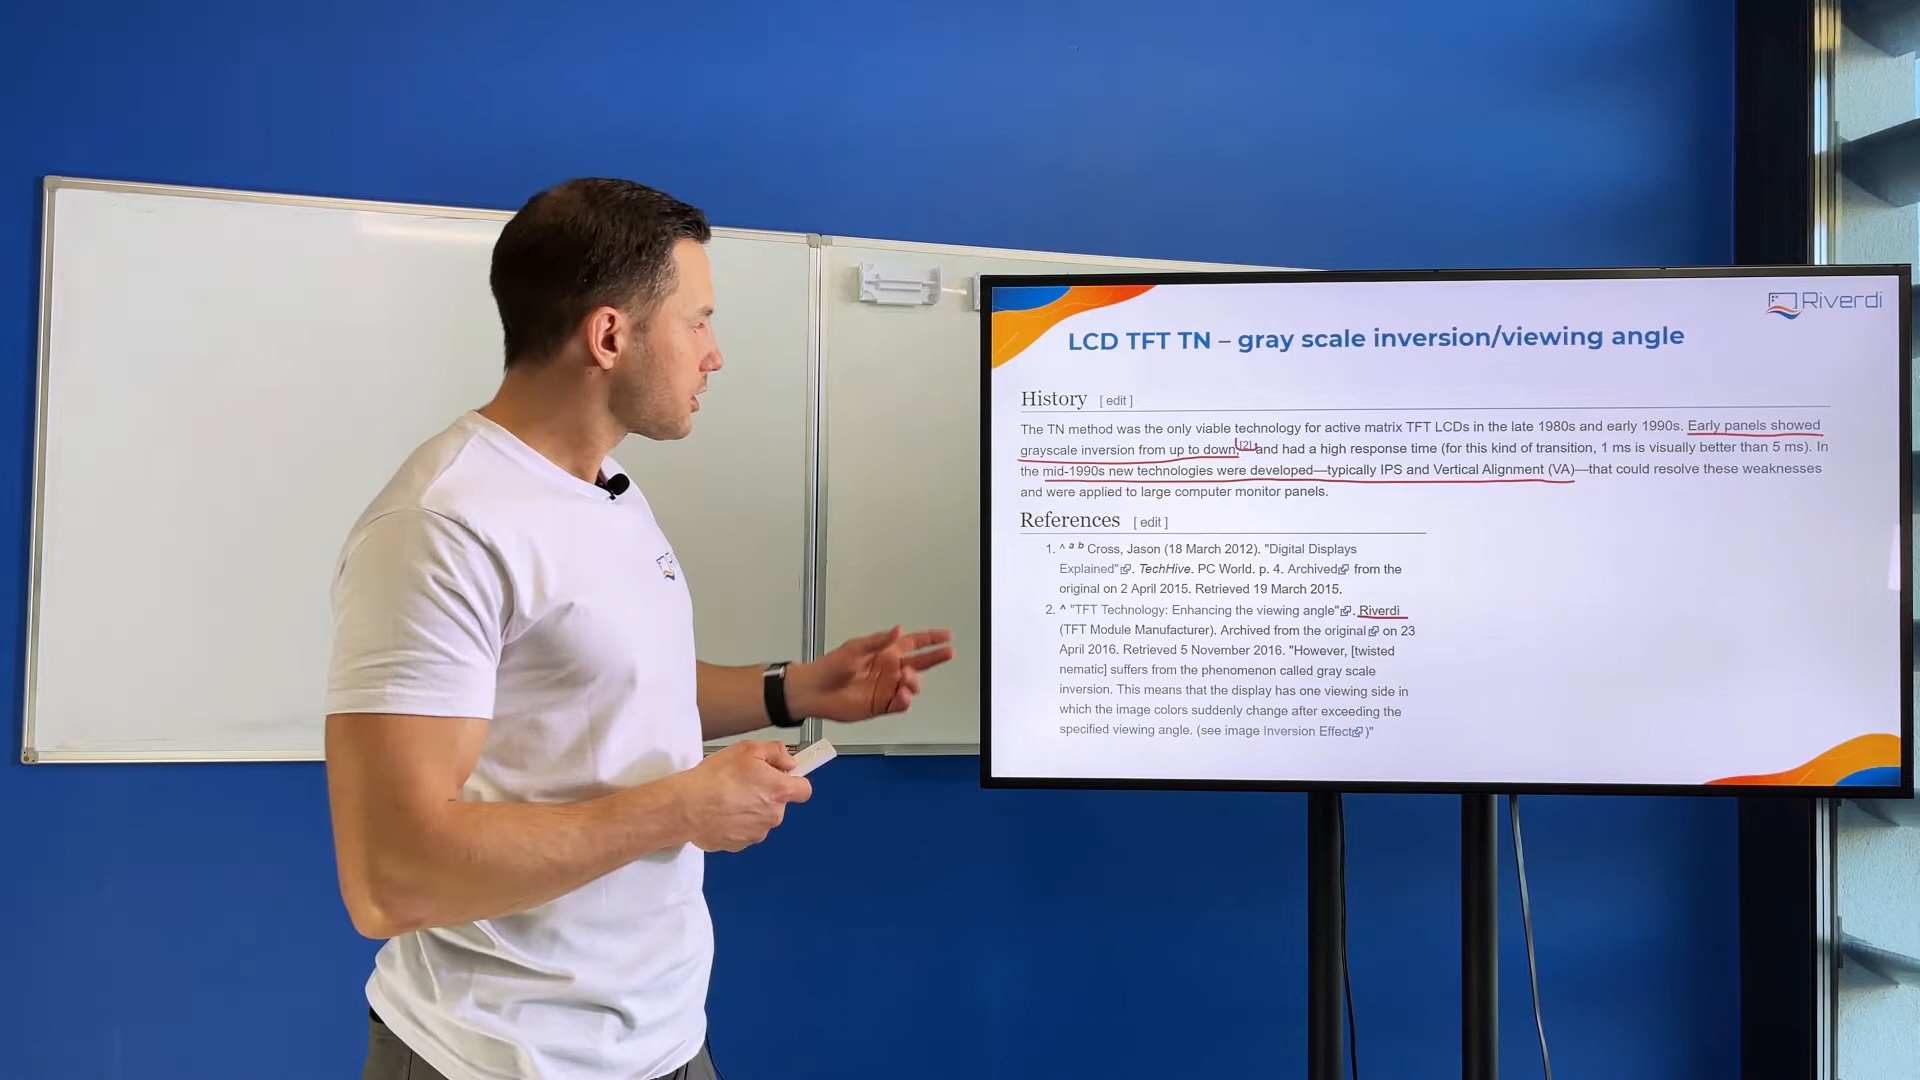 Riverdi
LCD TFT TN – gray scale inversion/viewing angle
History [ edit ]
The TN method was the only viable technology for active matrix TFT LCDs in the late 1980s and early 1990s. Early panels showed
grayscale inversion from up to down,[2] and had a high response time (for this kind of transition, 1 ms is visually better than 5 ms). In
the mid-1990s new technologies were developed—typically IPS and Vertical Alignment (VA)—that could resolve these weaknesses
and were applied to large computer monitor panels.
References [ edit ]
1. ^ a b Cross, Jason (18 March 2012). "Digital Displays
Explained". TechHive. PC World. p. 4. Archived from the
original on 2 April 2015. Retrieved 19 March 2015.
2. ^ "TFT Technology: Enhancing the viewing angle". Riverdi
(TFT Module Manufacturer). Archived from the original on 23
April 2016. Retrieved 5 November 2016. "However, [twisted
nematic] suffers from the phenomenon called gray scale
inversion. This means that the display has one viewing side in
which the image colors suddenly change after exceeding the
specified viewing angle. (see image Inversion Effect)"